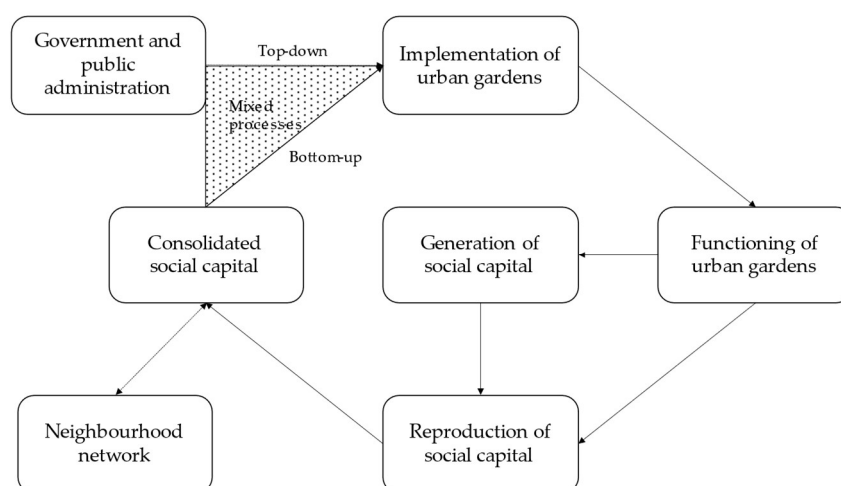 Government and
public
administration
Top-down
Implementation of
urban gardens
Mixed
processes
Bottom-up
Consolidated
social capital
Generation of
social capital
Functioning of
urban gardens
Neighbourhood
network
Reproduction of
social capital